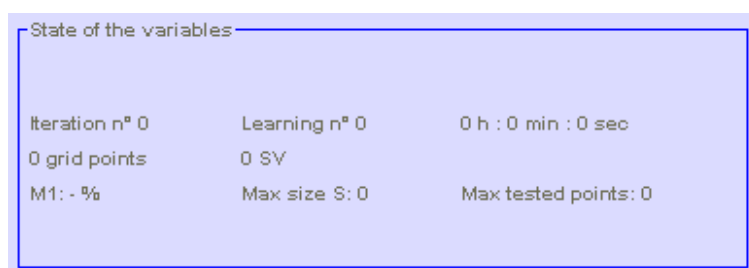 State of the variables
Iteration n° 0 Learning n° 0 0 h : 0 min : 0 sec
0 grid points 0 SV
M1: - % Max size S: 0 Max tested points: 0